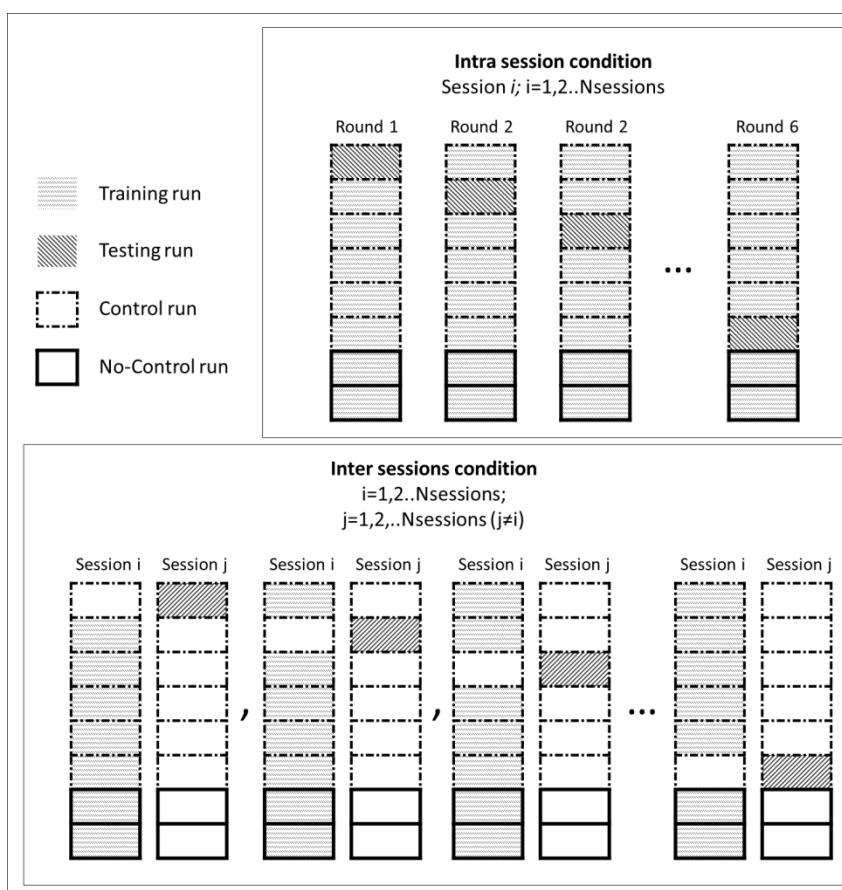 Intra session condition
Session i; i=1,2..Nsessions
Round 1 Round 2 Round 2 Round 6
...
Training run
Testing run
Control run
No-Control run
Inter sessions condition
i=1,2..Nsessions;
j=1,2,..Nsessions (j≠i)
Session i Session j Session i Session j Session i Session j Session i Session j
, , ...